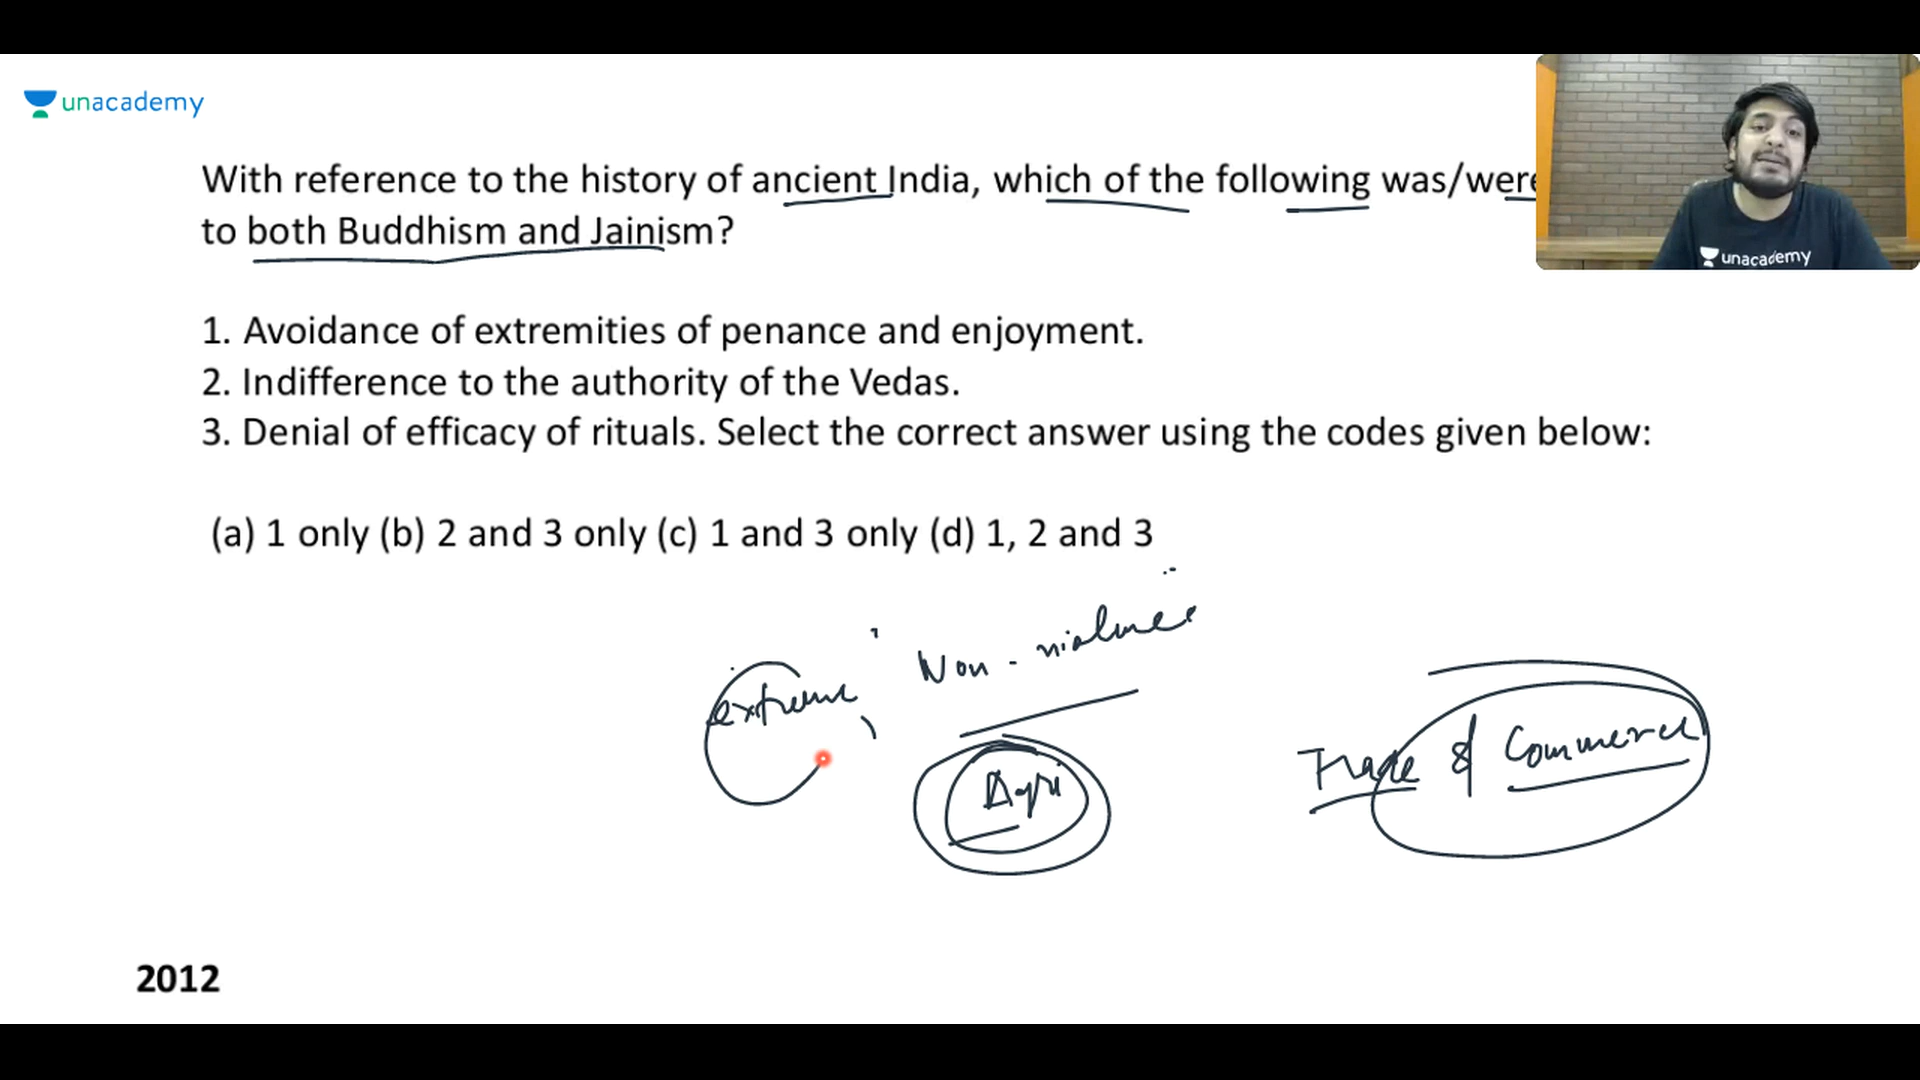 unacademy
With reference to the history of ancient India, which of the following was/were
to both Buddhism and Jainism?
unacademy
1. Avoidance of extremities of penance and enjoyment.
2. Indifference to the authority of the Vedas.
3. Denial of efficacy of rituals. Select the correct answer using the codes given below:
(a) 1 only (b) 2 and 3 only (c) 1 and 3 only (d) 1, 2 and 3
extreme Non-violence
Agri
Trade & Commerce
2012